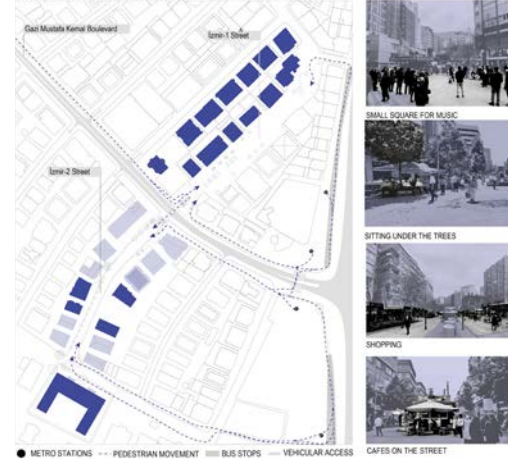 Gazi Mustafa Kemal Boulevard
İzmir-1 Street
İzmir-2 Street
SMALL SQUARE FOR MUSIC
SITTING UNDER THE TREES
SHOPPING
CAFES ON THE STREET
METRO STATIONS
PEDESTRIAN MOVEMENT
BUS STOPS
VEHICULAR ACCESS